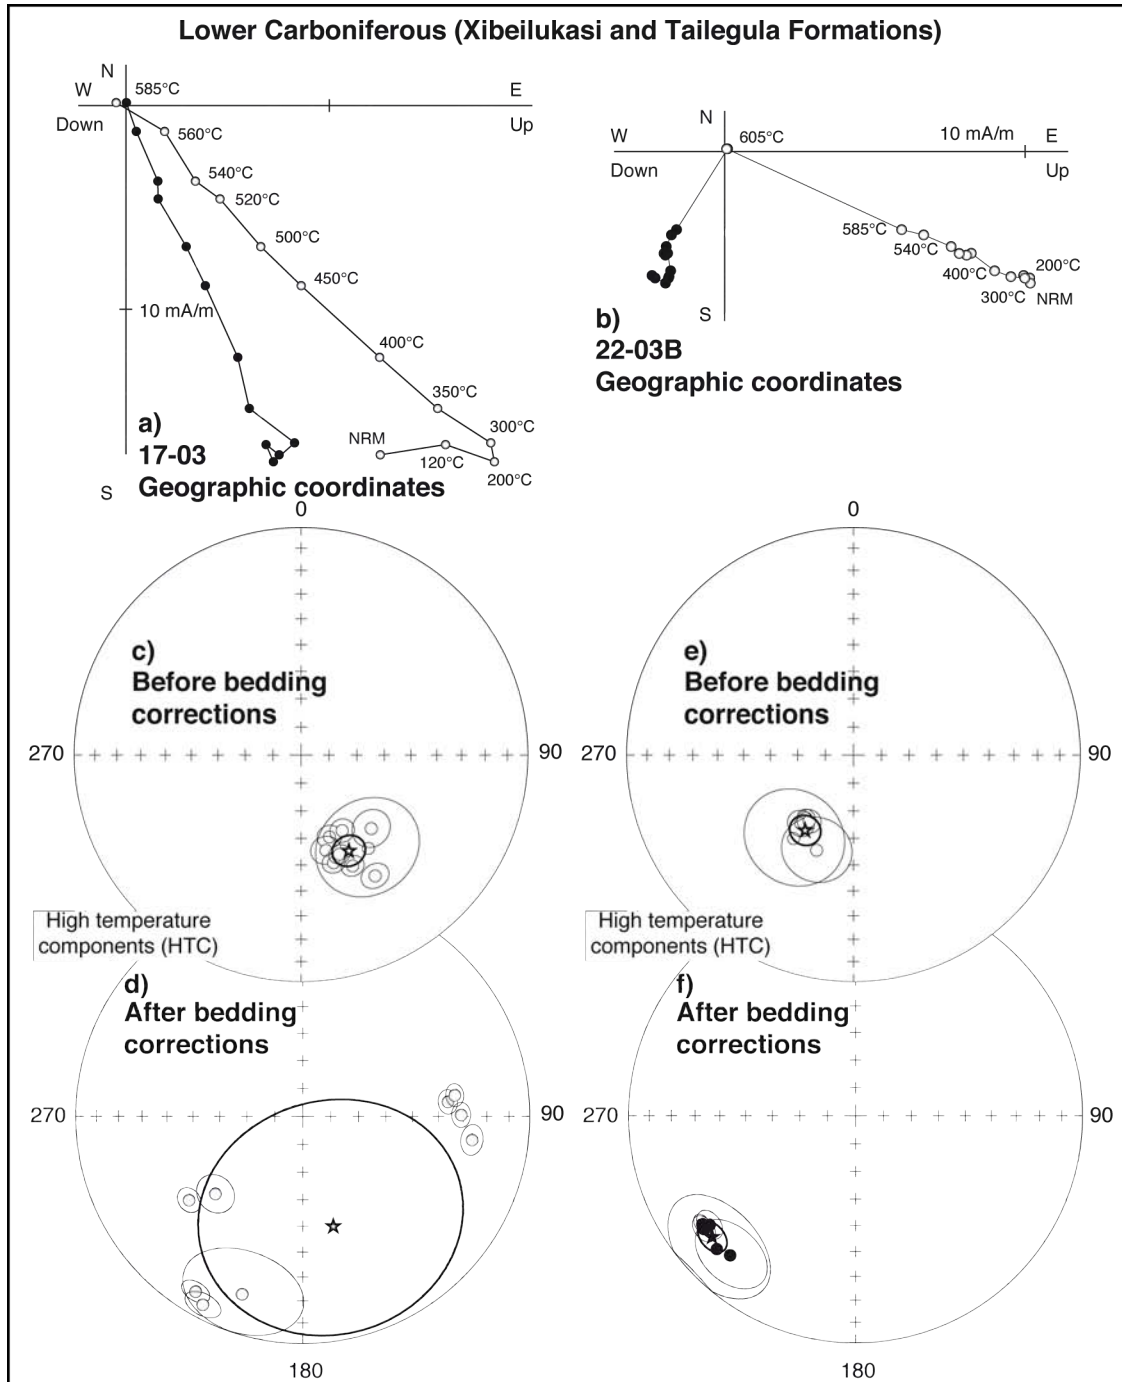 Lower Carboniferous (Xibeilukasi and Tailegula Formations)
N
W
585°C
E
Down
Up
560°C
540°C
520°C
500°C
450°C
10 mA/m
400°C
350°C
300°C
NRM
120°C
200°C
S
a)
17-03
Geographic coordinates
N
W
605°C
10 mA/m
E
Down
Up
585°C
540°C
400°C
200°C
300°C
NRM
S
b)
22-03B
Geographic coordinates
0
c)
Before bedding
corrections
270
90
High temperature
components (HTC)
0
e)
Before bedding
corrections
270
90
High temperature
components (HTC)
d)
After bedding
corrections
270
90
180
f)
After bedding
corrections
270
90
180